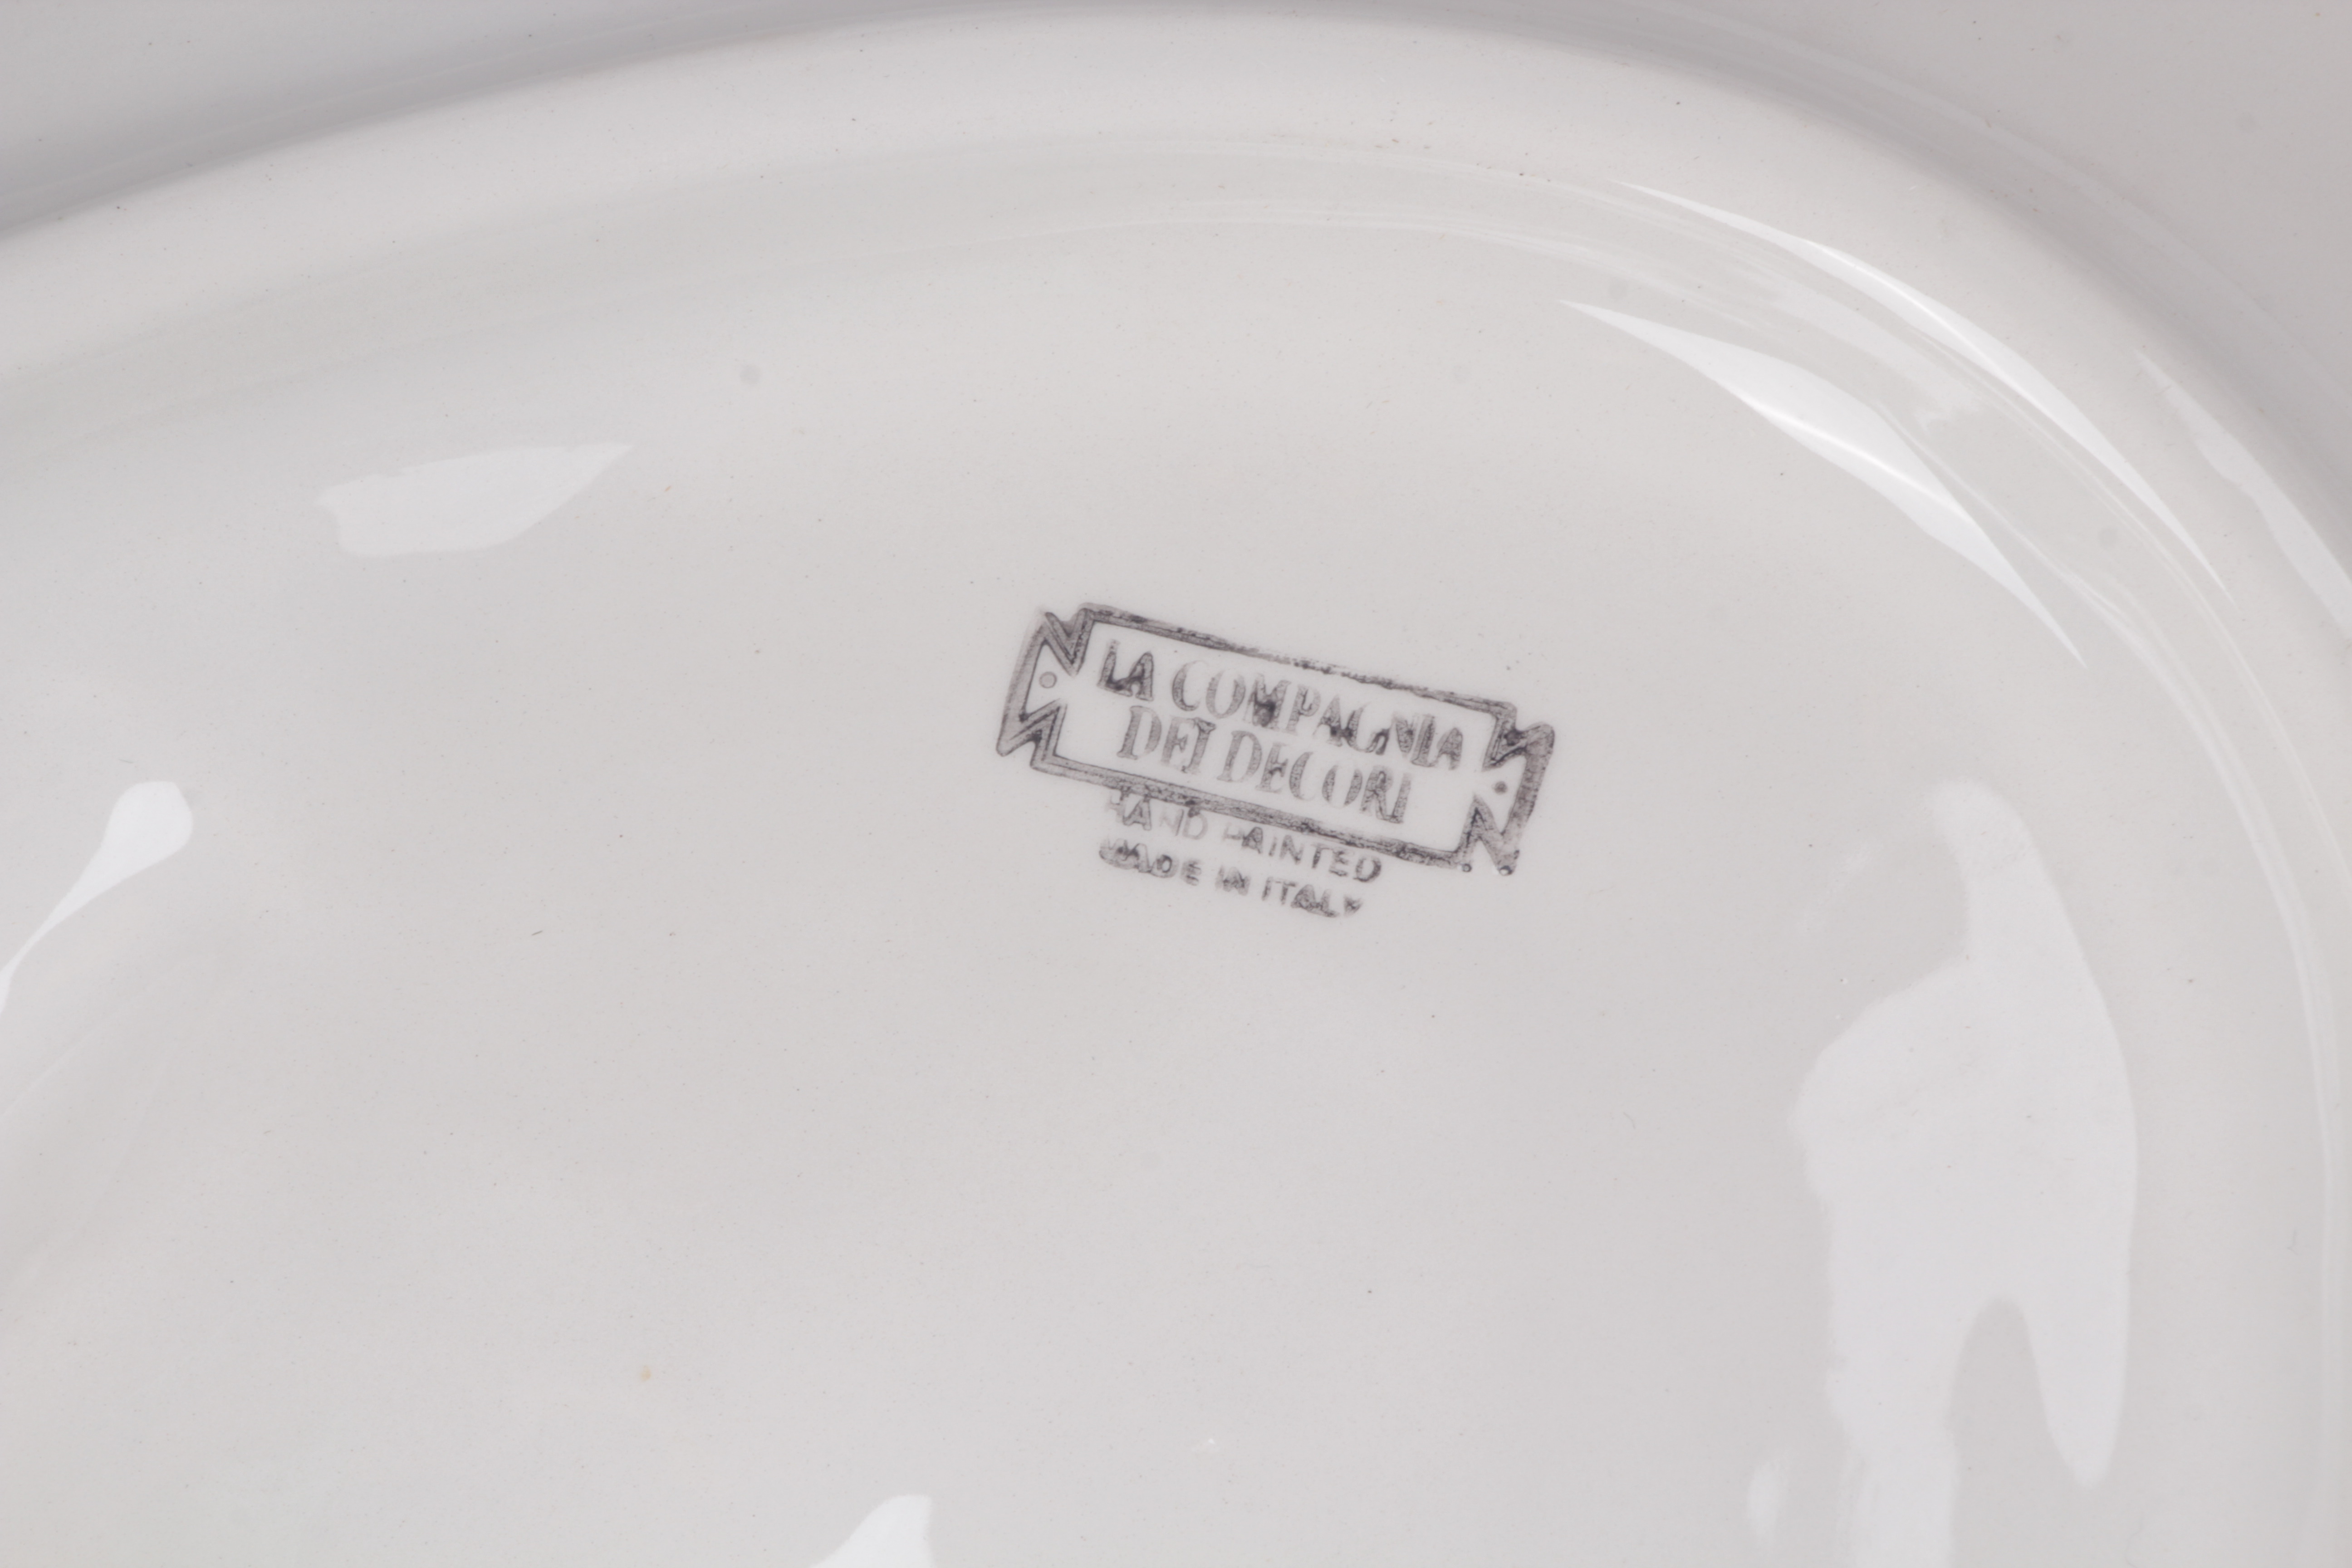 LA COMPAGNIA
DEI DECORI
HAND PAINTED
MADE IN ITALY